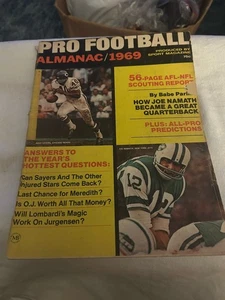 PRO FOOTBALL
ALMANAC/1969
PRODUCED BY
SPORT MAGAZINE
56-PAGE AFL-NFL
SCOUTING REPORT
By Babe Parilli
HOW JOE NAMATH
BECAME A GREAT
QUARTERBACK
PLUS: ALL-PRO
PREDICTIONS
ANSWERS TO
THE YEAR'S
HOTTEST QUESTIONS:
Can Sayers And The Other
Injured Stars Come Back?
Last Chance for Meredith?
Is O.J. Worth All That Money?
Will Lombardi's Magic
Work On Jurgensen?
12